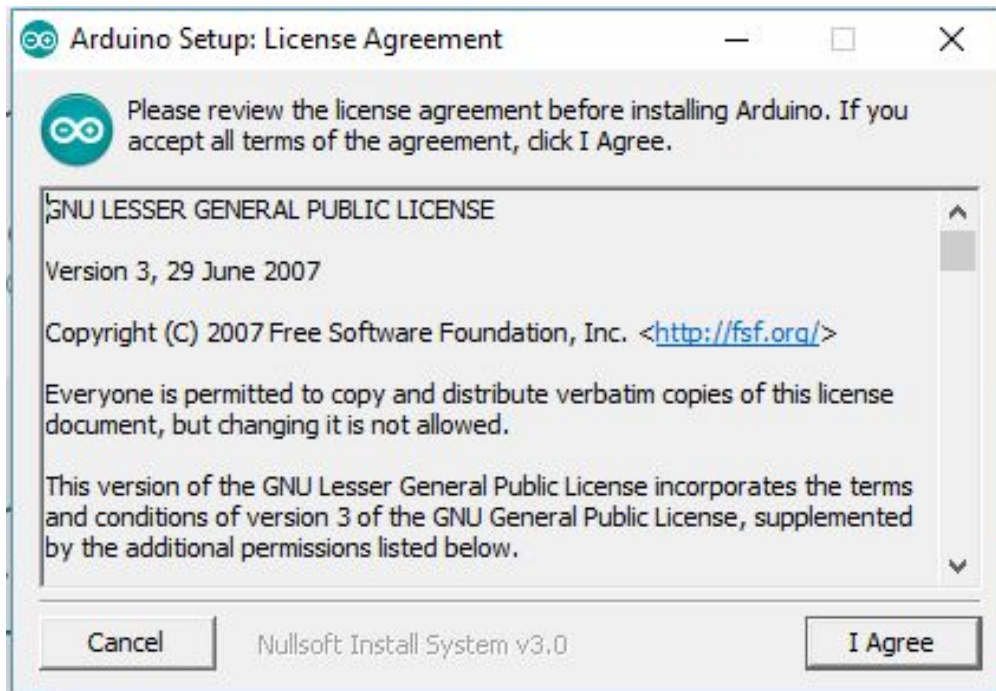 Arduino Setup: License Agreement
Please review the license agreement before installing Arduino. If you
accept all terms of the agreement, click I Agree.
GNU LESSER GENERAL PUBLIC LICENSE
Version 3, 29 June 2007
Copyright (C) 2007 Free Software Foundation, Inc. <http://fsf.org/>
Everyone is permitted to copy and distribute verbatim copies of this license
document, but changing it is not allowed.
This version of the GNU Lesser General Public License incorporates the terms
and conditions of version 3 of the GNU General Public License, supplemented
by the additional permissions listed below.
Cancel
Nullsoft Install System v3.0
I Agree